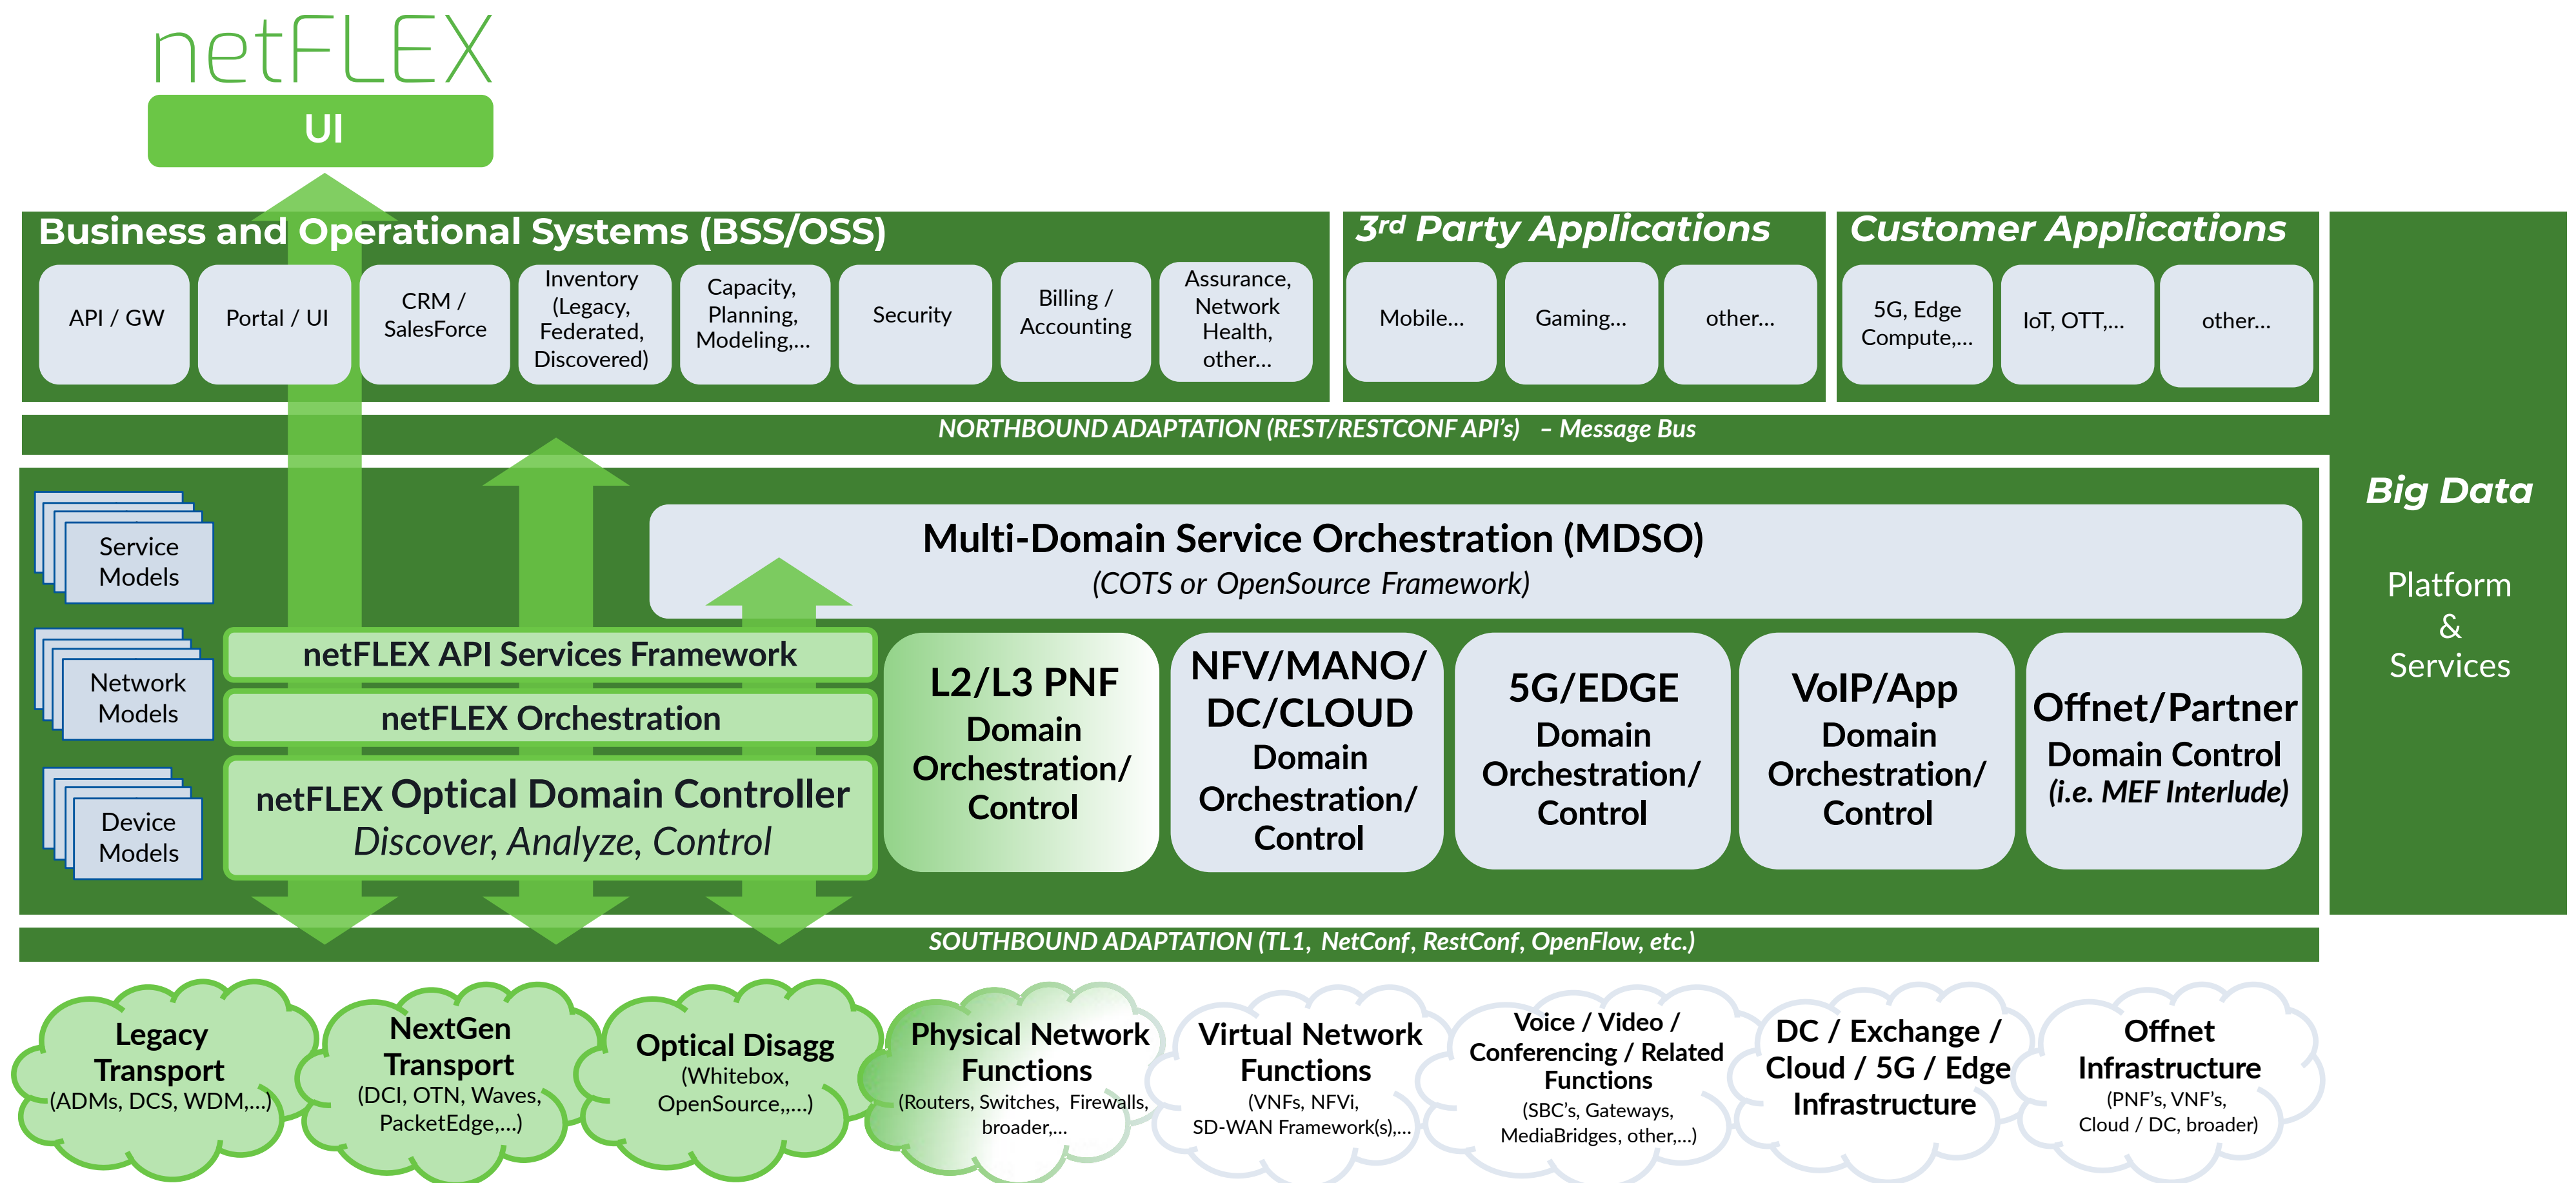 netFLEX
UI
Business and Operational Systems (BSS/OSS)
API / GW
Portal / UI
CRM /
SalesForce
Inventory
(Legacy,
Federated,
Discovered)
Capacity,
Planning,
Modeling,...
Security
Billing /
Accounting
Assurance,
Network
Health,
other...
3rd Party Applications
Mobile...
Gaming...
other...
Customer Applications
5G, Edge
Compute,...
IoT, OTT,...
other...
NORTHBOUND ADAPTATION (REST/RESTCONF API's) – Message Bus
Big Data
Platform
&
Services
Service
Models
Network
Models
Device
Models
Multi-Domain Service Orchestration (MDSO)
(COTS or OpenSource Framework)
netFLEX API Services Framework
netFLEX Orchestration
netFLEX Optical Domain Controller
Discover, Analyze, Control
L2/L3 PNF
Domain
Orchestration/
Control
NFV/MANO/
DC/CLOUD
Domain
Orchestration/
Control
5G/EDGE
Domain
Orchestration/
Control
VoIP/App
Domain
Orchestration/
Control
Offnet/Partner
Domain Control
(i.e. MEF Interlude)
SOUTHBOUND ADAPTATION (TL1, NetConf, RestConf, OpenFlow, etc.)
Legacy
Transport
(ADMs, DCS, WDM,...)
NextGen
Transport
(DCI, OTN, Waves,
PacketEdge,...)
Optical Disagg
(Whitebox,
OpenSource,,...)
Physical Network
Functions
(Routers, Switches, Firewalls,
broader,...
Virtual Network
Functions
(VNFs, NFVi,
SD-WAN Framework(s),...
Voice / Video /
Conferencing / Related
Functions
(SBC's, Gateways,
MediaBridges, other,...)
DC / Exchange /
Cloud / 5G / Edge
Infrastructure
Offnet
Infrastructure
(PNF's, VNF's,
Cloud / DC, broader)